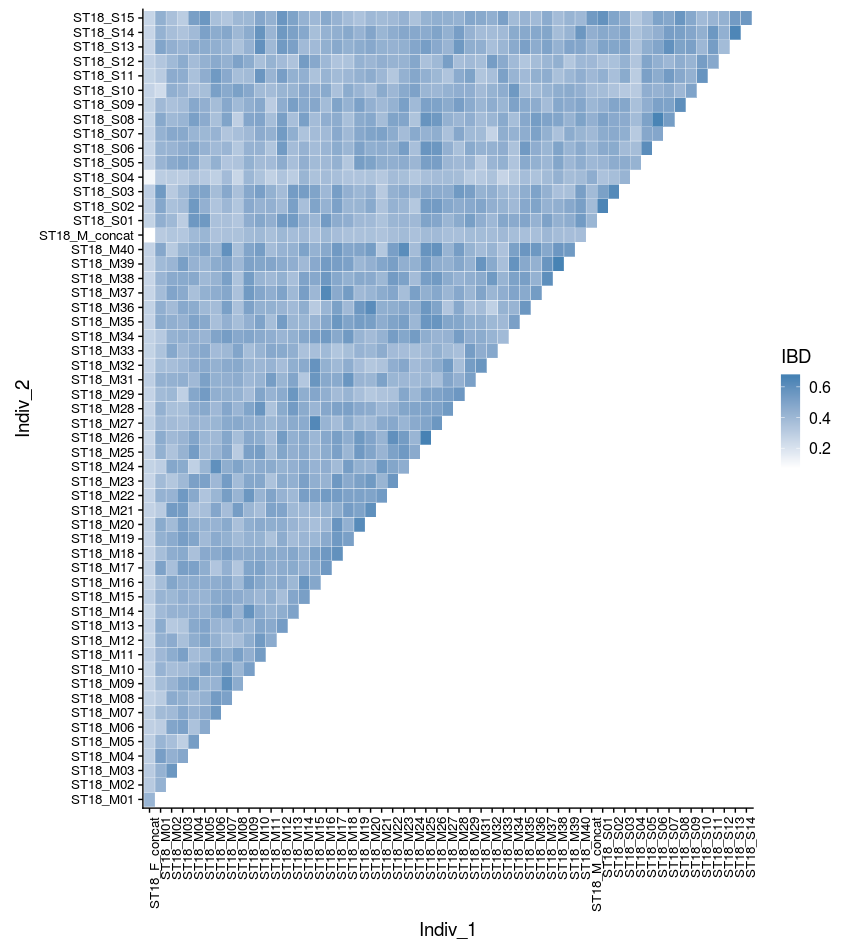 ST18_S15
ST18_S14
ST18_S13
ST18_S12
ST18_S11
ST18_S10
ST18_S09
ST18_S08
ST18_S07
ST18_S06
ST18_S05
ST18_S04
ST18_S03
ST18_S02
ST18_S01
ST18_M_concat
ST18_M40
ST18_M39
ST18_M38
ST18_M37
ST18_M36
ST18_M35
ST18_M34
ST18_M33
ST18_M32
ST18_M31
ST18_M29
ST18_M28
ST18_M27
ST18_M26
ST18_M25
ST18_M24
ST18_M23
ST18_M22
ST18_M21
ST18_M20
ST18_M19
ST18_M18
ST18_M17
ST18_M16
ST18_M15
ST18_M14
ST18_M13
ST18_M12
ST18_M11
ST18_M10
ST18_M09
ST18_M08
ST18_M07
ST18_M06
ST18_M05
ST18_M04
ST18_M03
ST18_M02
ST18_M01
Indiv_2
ST18_F_concat
ST18_M01
ST18_M02
ST18_M03
ST18_M04
ST18_M05
ST18_M06
ST18_M07
ST18_M08
ST18_M09
ST18_M10
ST18_M11
ST18_M12
ST18_M13
ST18_M14
ST18_M15
ST18_M16
ST18_M17
ST18_M18
ST18_M19
ST18_M20
ST18_M21
ST18_M22
ST18_M23
ST18_M24
ST18_M25
ST18_M26
ST18_M27
ST18_M28
ST18_M29
ST18_M31
ST18_M32
ST18_M33
ST18_M34
ST18_M35
ST18_M36
ST18_M37
ST18_M38
ST18_M39
ST18_M40
ST18_M_concat
ST18_S01
ST18_S02
ST18_S03
ST18_S04
ST18_S05
ST18_S06
ST18_S07
ST18_S08
ST18_S09
ST18_S10
ST18_S11
ST18_S12
ST18_S13
ST18_S14
Indiv_1
IBD
0.6
0.4
0.2